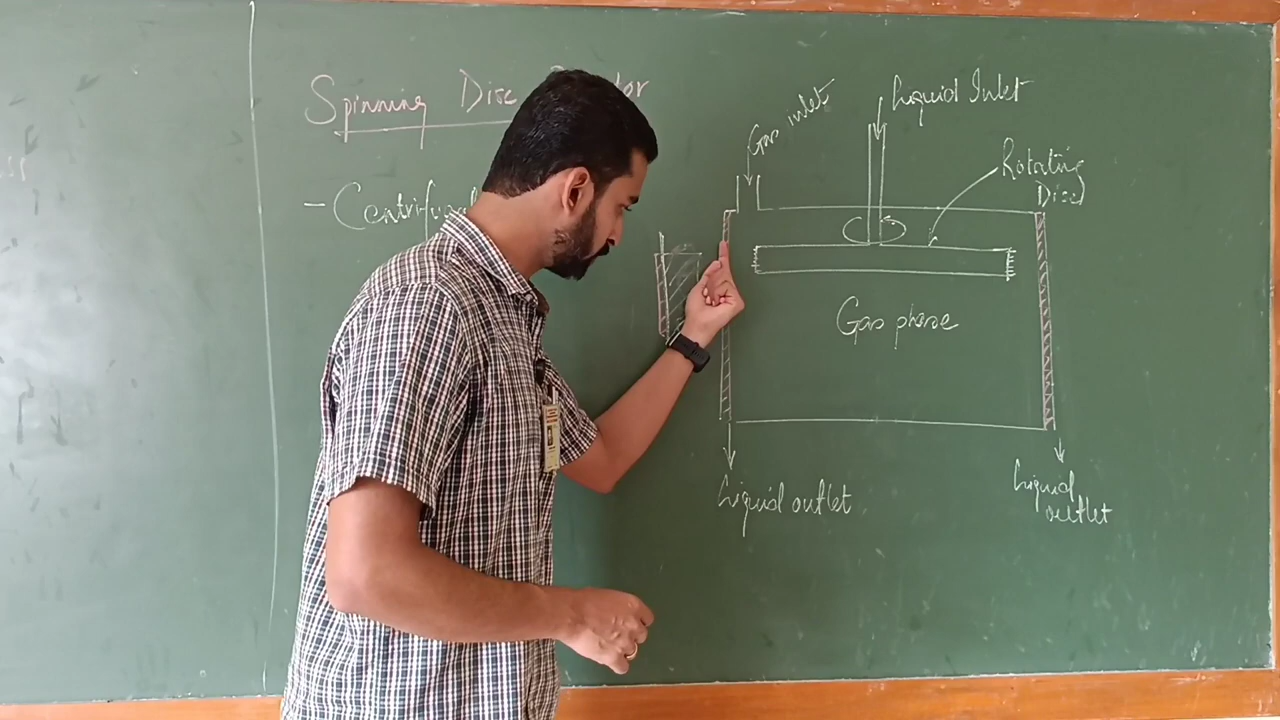 Spinning Disc
Gas inlet
Liquid Inlet
Rotating
Disc
- Centrifu
Gas phase
Liquid outlet
Liquid
outlet